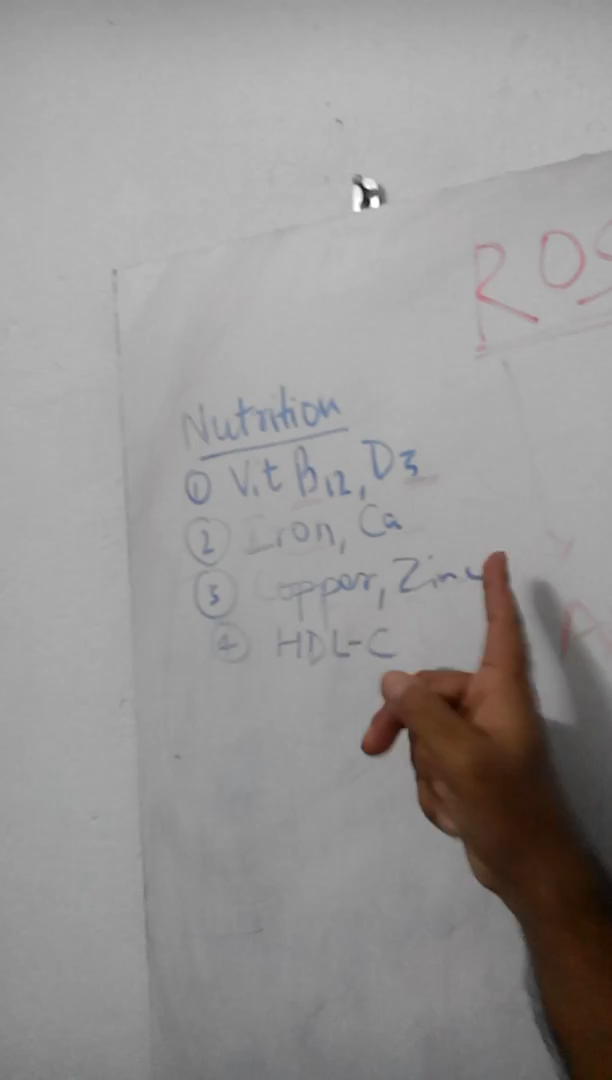 ROS
Nutrition
① Vit B12, D3
② Iron, Ca
③ Copper, Zinc
④ HDL-C